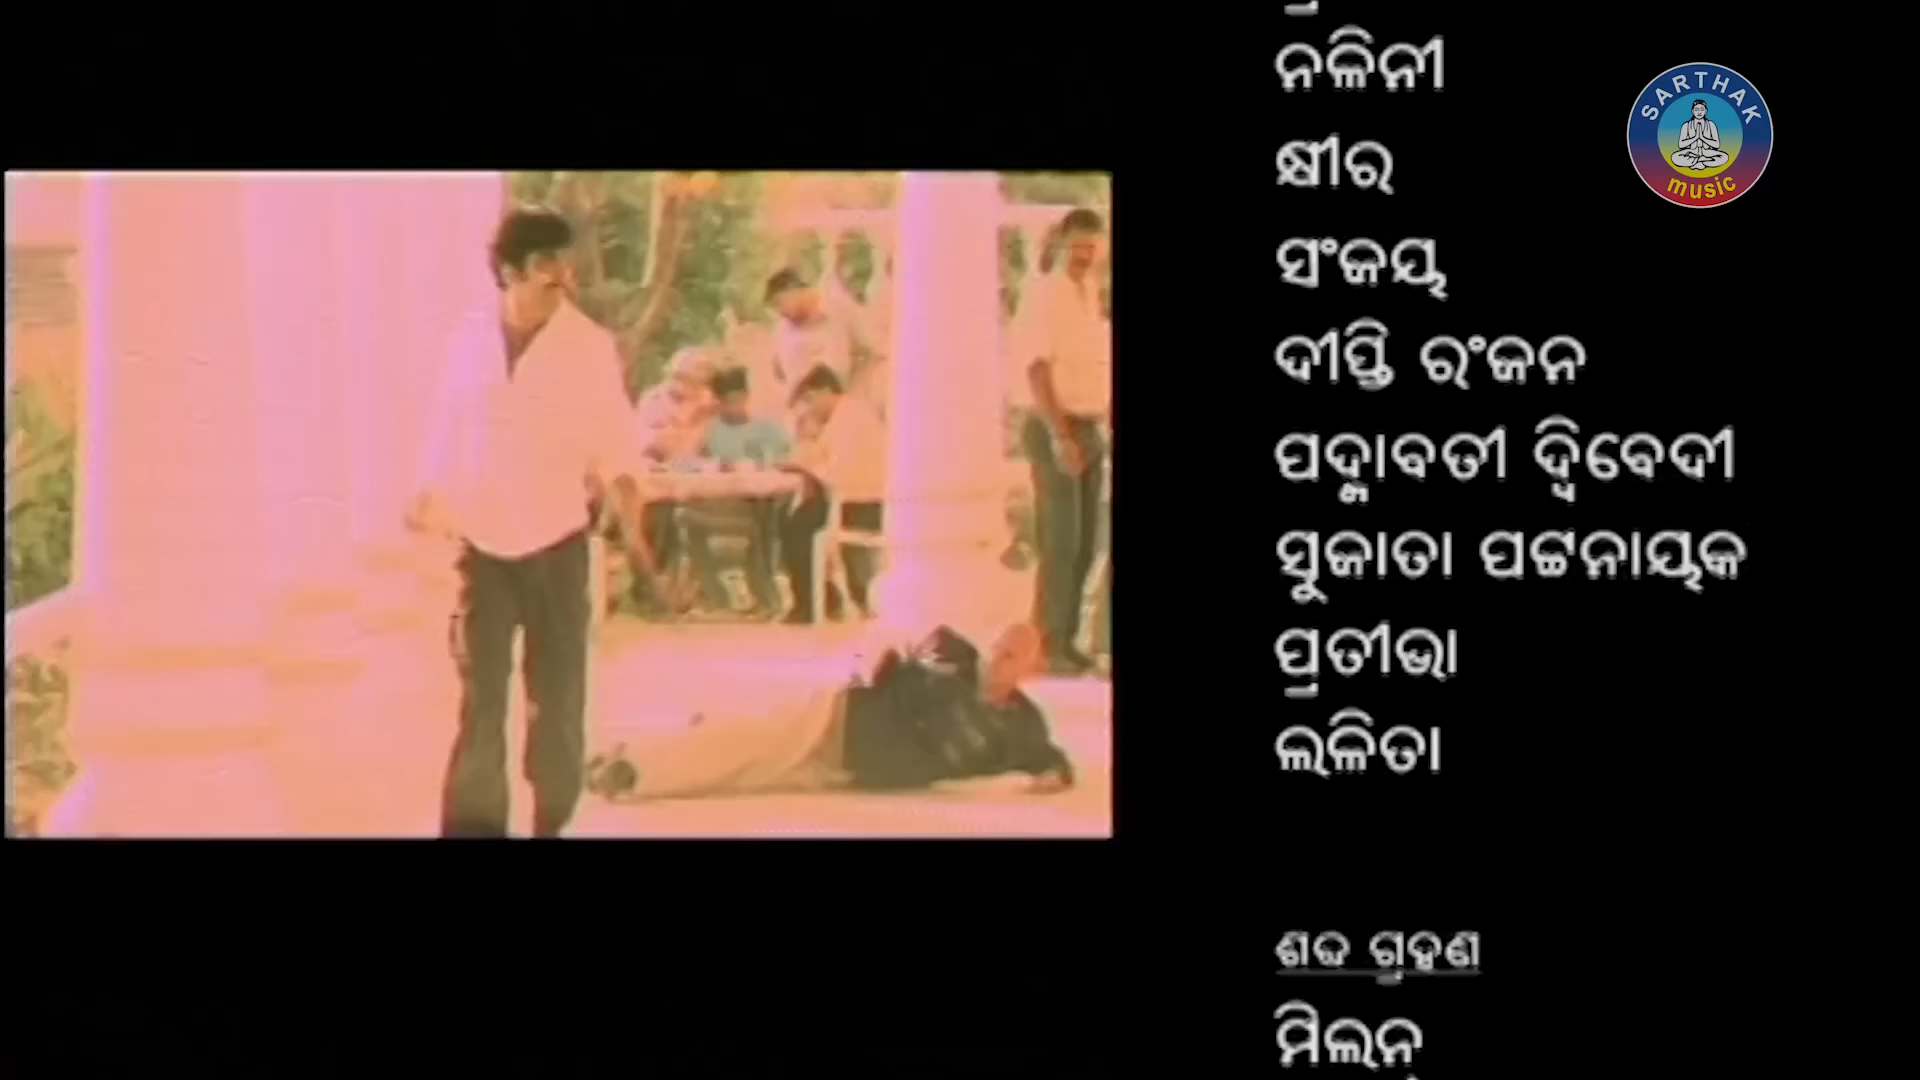 ନଳିନୀ
କ୍ଷୀର
ସଂଜୟ
ଦୀପ୍ତି ରଂଜନ
ପଦ୍ମାବତୀ ଦ୍ୱିବେଦୀ
ସୁଜାତା ପଟ୍ଟନାୟକ
ପ୍ରତୀଭା
ଲଳିତା
ଶବ୍ଦ ଗ୍ରହଣ
ମିଲନ
SARTHAK
music